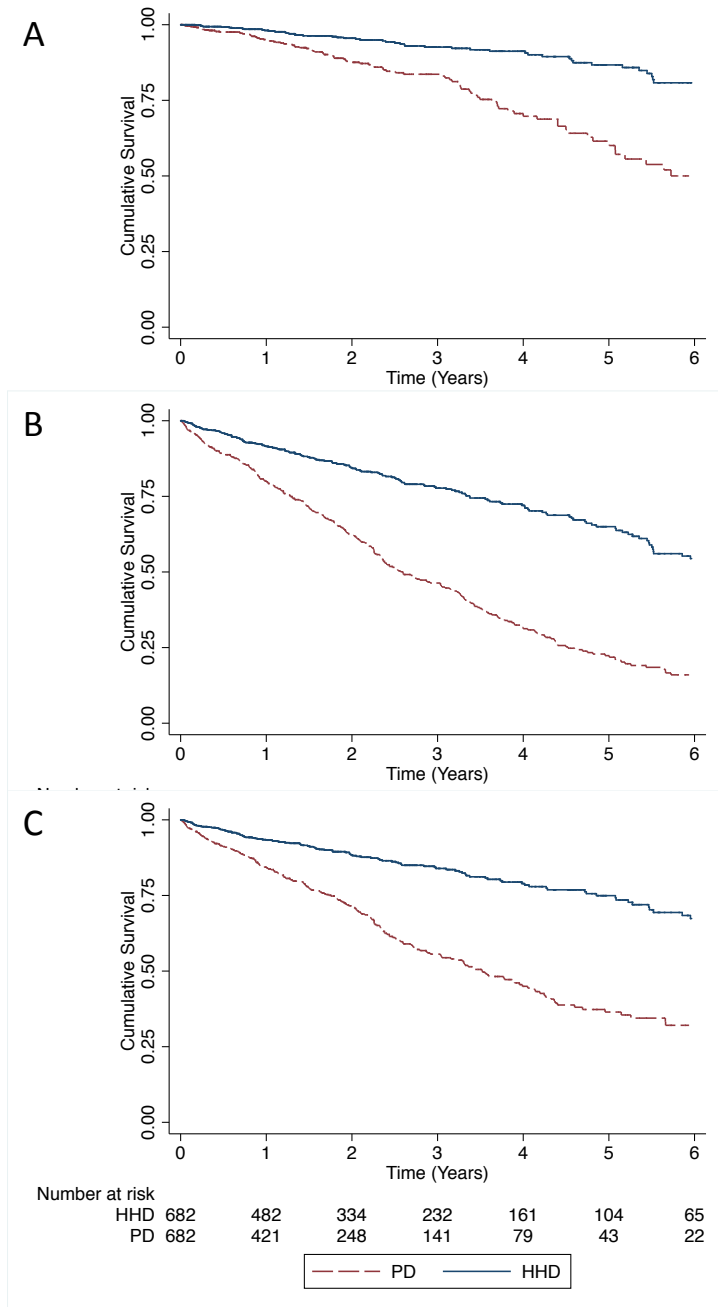 A
1.00
0.75
0.50
0.25
0.00
Cumulative Survival
0 1 2 3 4 5 6
Time (Years)
B
1.00
0.75
0.50
0.25
0.00
Cumulative Survival
0 1 2 3 4 5 6
Time (Years)
C
1.00
0.75
0.50
0.25
0.00
Cumulative Survival
0 1 2 3 4 5 6
Time (Years)
Number at risk
HHD 682 482 334 232 161 104 65
PD 682 421 248 141 79 43 22
PD HHD